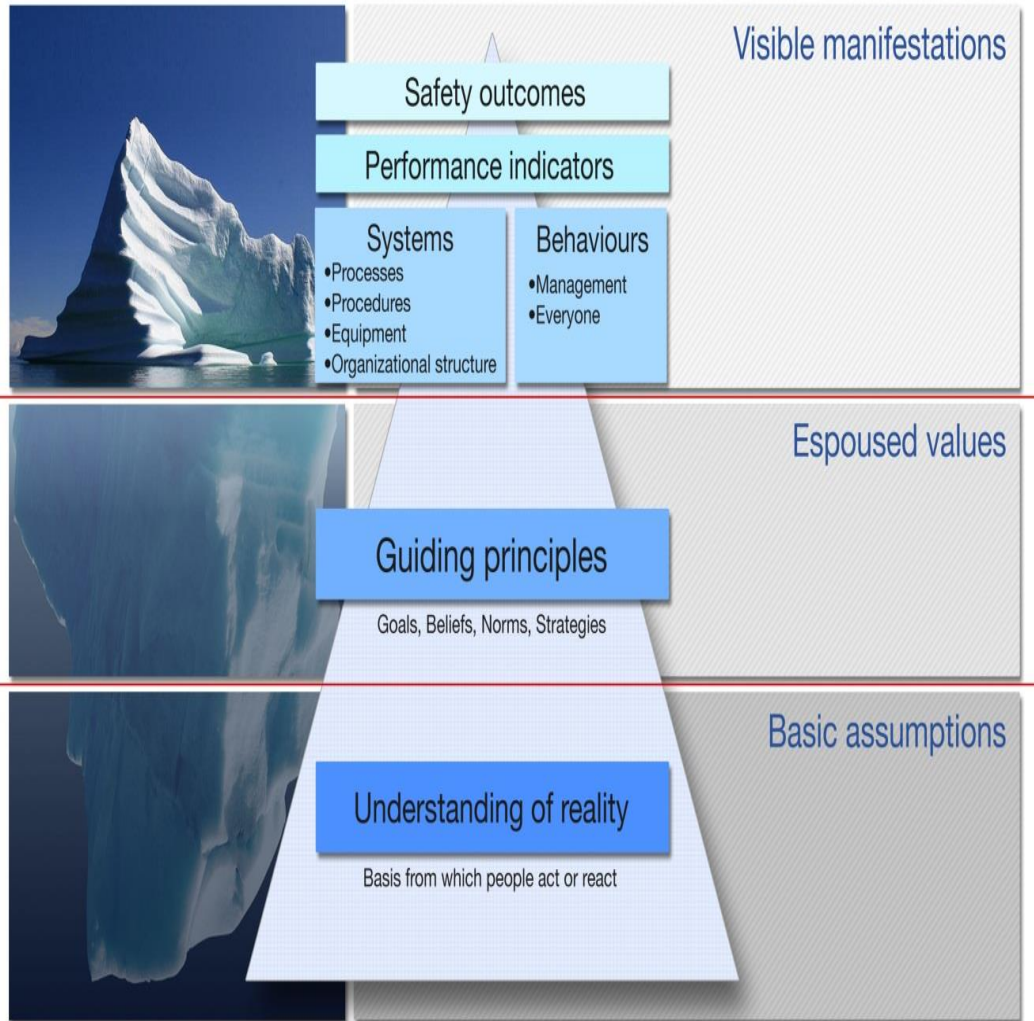 Visible manifestations
Safety outcomes
Performance indicators
Systems
•Processes
•Procedures
•Equipment
•Organizational structure
Behaviours
•Management
•Everyone
Espoused values
Guiding principles
Goals, Beliefs, Norms, Strategies
Basic assumptions
Understanding of reality
Basis from which people act or react